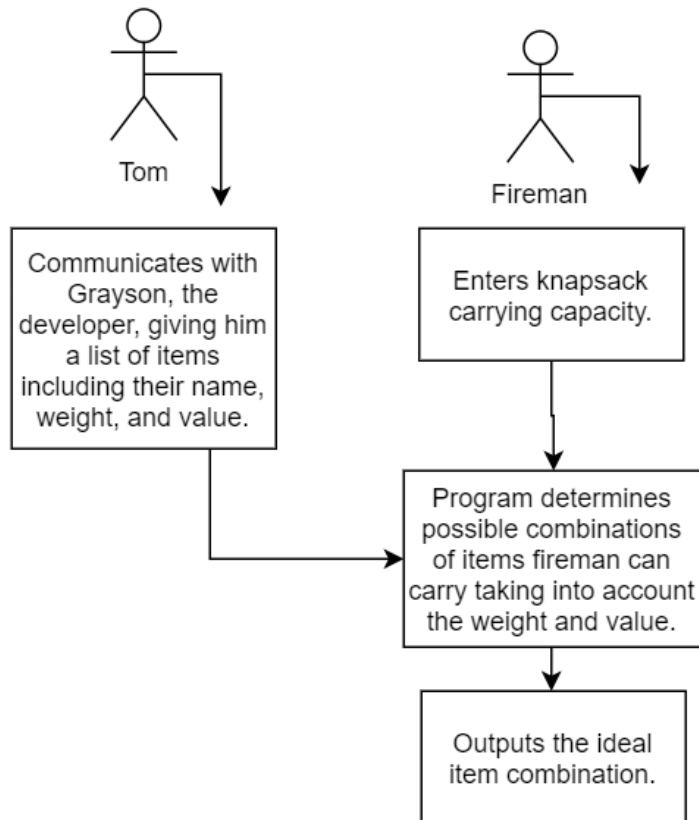 Tom
Fireman
Communicates with
Grayson, the
developer, giving him
a list of items
including their name,
weight, and value.
Enters knapsack
carrying capacity.
Program determines
possible combinations
of items fireman can
carry taking into account
the weight and value.
Outputs the ideal
item combination.